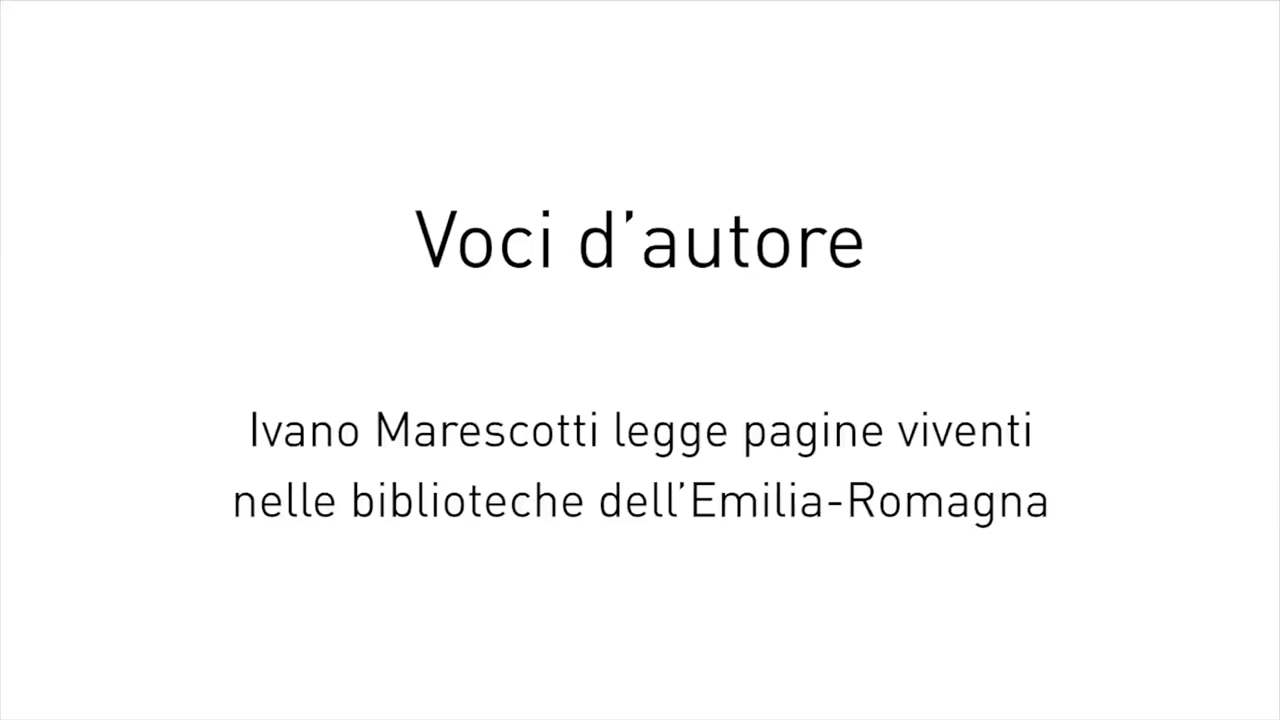 Voci d’autore
Ivano Marescotti legge pagine viventi
nelle biblioteche dell’Emilia-Romagna